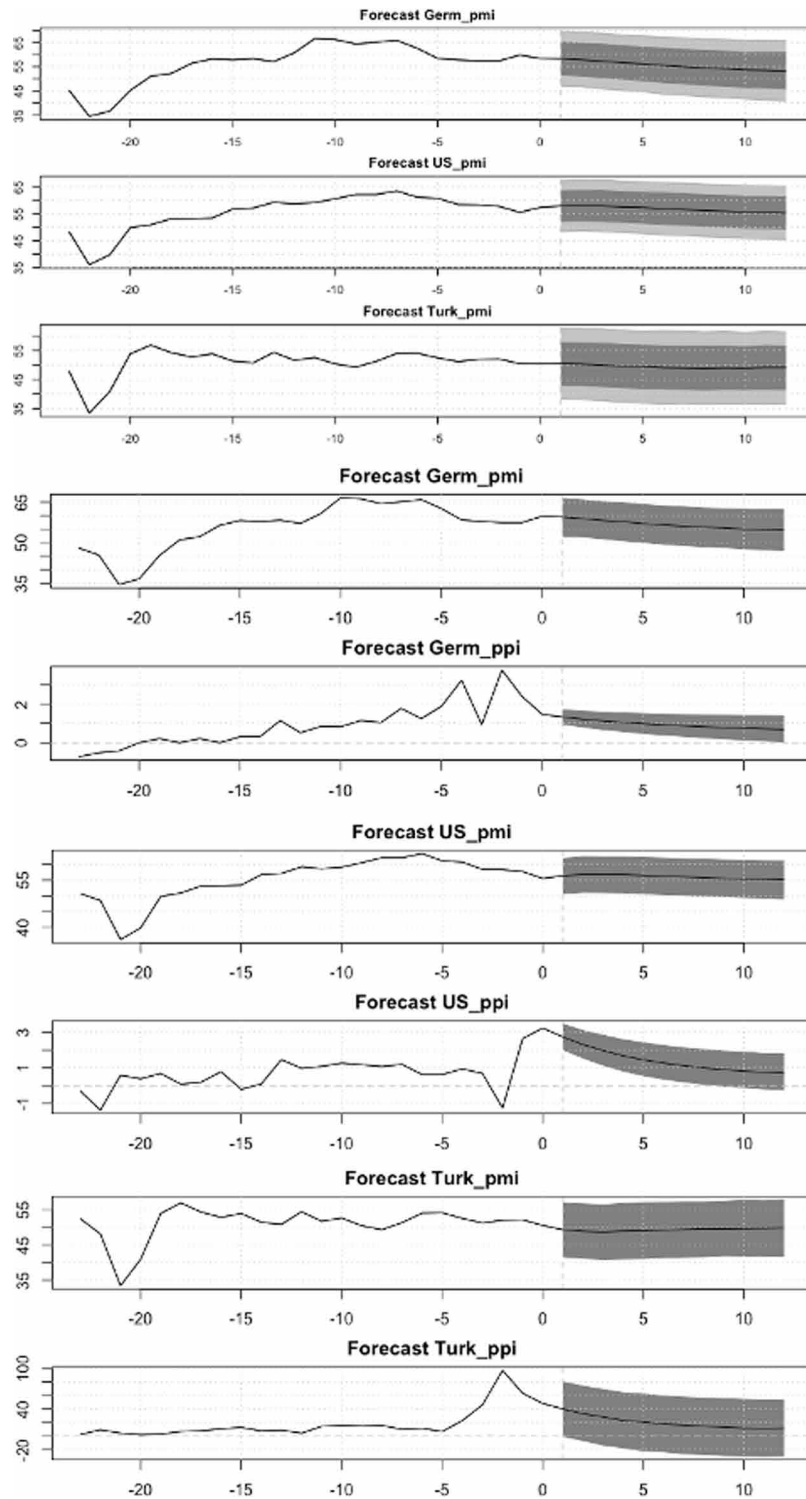 Forecast Germ_pmi
65
55
45
35
-20 -15 -10 -5 0 5 10
Forecast US_pmi
65
55
45
35
-20 -15 -10 -5 0 5 10
Forecast Turk_pmi
55
45
35
-20 -15 -10 -5 0 5 10
Forecast Germ_pmi
65
50
35
-20 -15 -10 -5 0 5 10
Forecast Germ_ppi
2
0
-20 -15 -10 -5 0 5 10
Forecast US_pmi
55
40
-20 -15 -10 -5 0 5 10
Forecast US_ppi
3
1
-1
-20 -15 -10 -5 0 5 10
Forecast Turk_pmi
55
45
35
-20 -15 -10 -5 0 5 10
Forecast Turk_ppi
100
40
-20
-20 -15 -10 -5 0 5 10